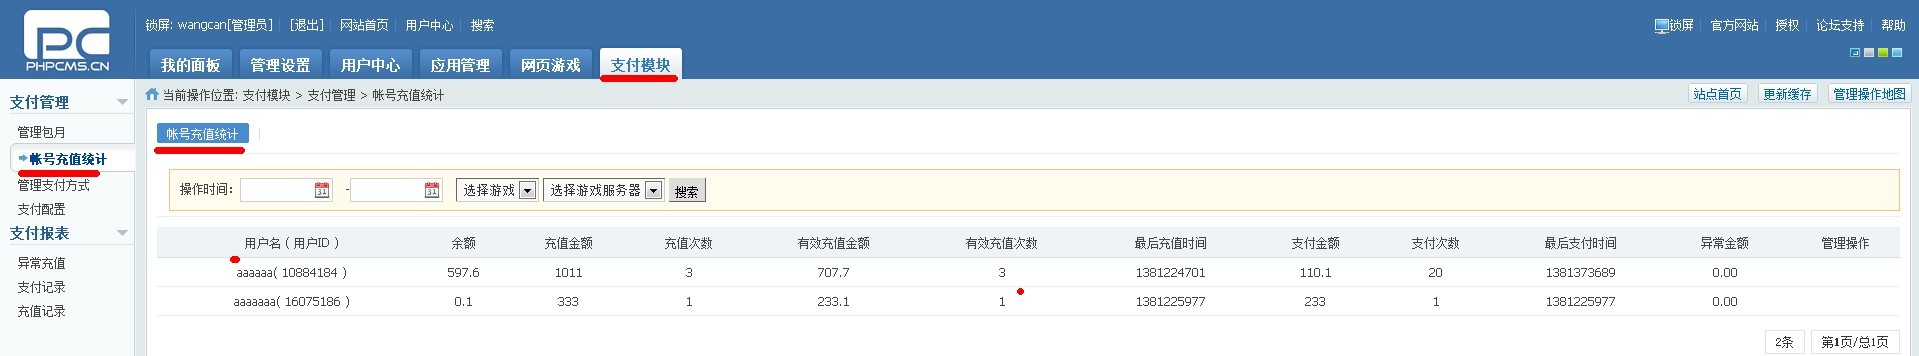 PC
PHPCMS.CN
锁屏: wangcan[管理员] [退出] 网站首页 用户中心 搜索
锁屏 官方网站 授权 论坛支持 帮助
我的面板 管理设置 用户中心 应用管理 网页游戏 支付模块
当前操作位置: 支付模块 > 支付管理 > 帐号充值统计
站点首页 更新缓存 管理操作地图
支付管理
管理包月
帐号充值统计
管理支付方式
支付配置
支付报表
异常充值
支付记录
充值记录
帐号充值统计
操作时间: 31 - 31 选择游戏 选择游戏服务器 搜索
用户名 ( 用户ID ) 余额 充值金额 充值次数 有效充值金额 有效充值次数 最后充值时间 支付金额 支付次数 最后支付时间 异常金额 管理操作
aaaaaa( 10884184 ) 597.6 1011 3 707.7 3 1381224701 110.1 20 1381373689 0.00
aaaaaaa( 16075186 ) 0.1 333 1 233.1 1 1381225977 233 1 1381225977 0.00
2条 第1页/总1页